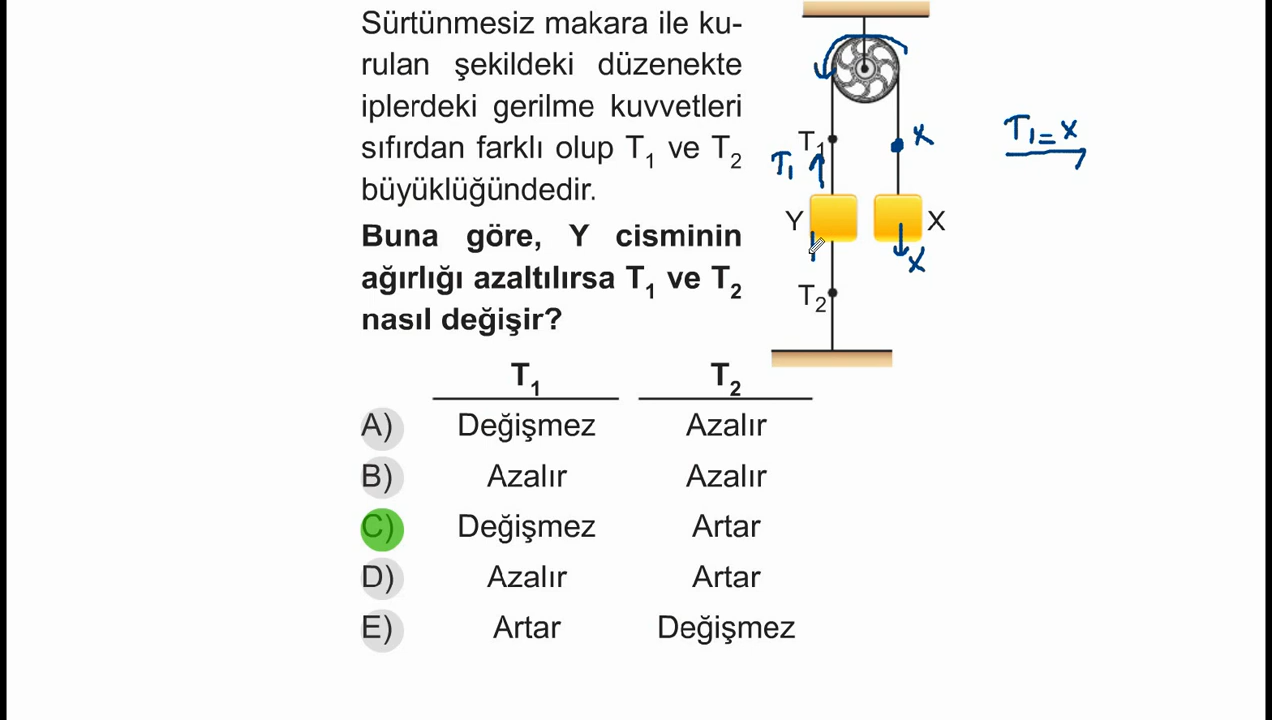 Sürtünmesiz makara ile ku-
rulan şekildeki düzenekte
iplerdeki gerilme kuvvetleri
sıfırdan farklı olup T₁ ve T₂
büyüklüğündedir.
Buna göre, Y cisminin
ağırlığı azaltılırsa T₁ ve T₂
nasıl değişir?
T₁
T₁
x
T₁=x
Y
X
x
T₂
T₁ T₂
A) Değişmez Azalır
B) Azalır Azalır
C) Değişmez Artar
D) Azalır Artar
E) Artar Değişmez